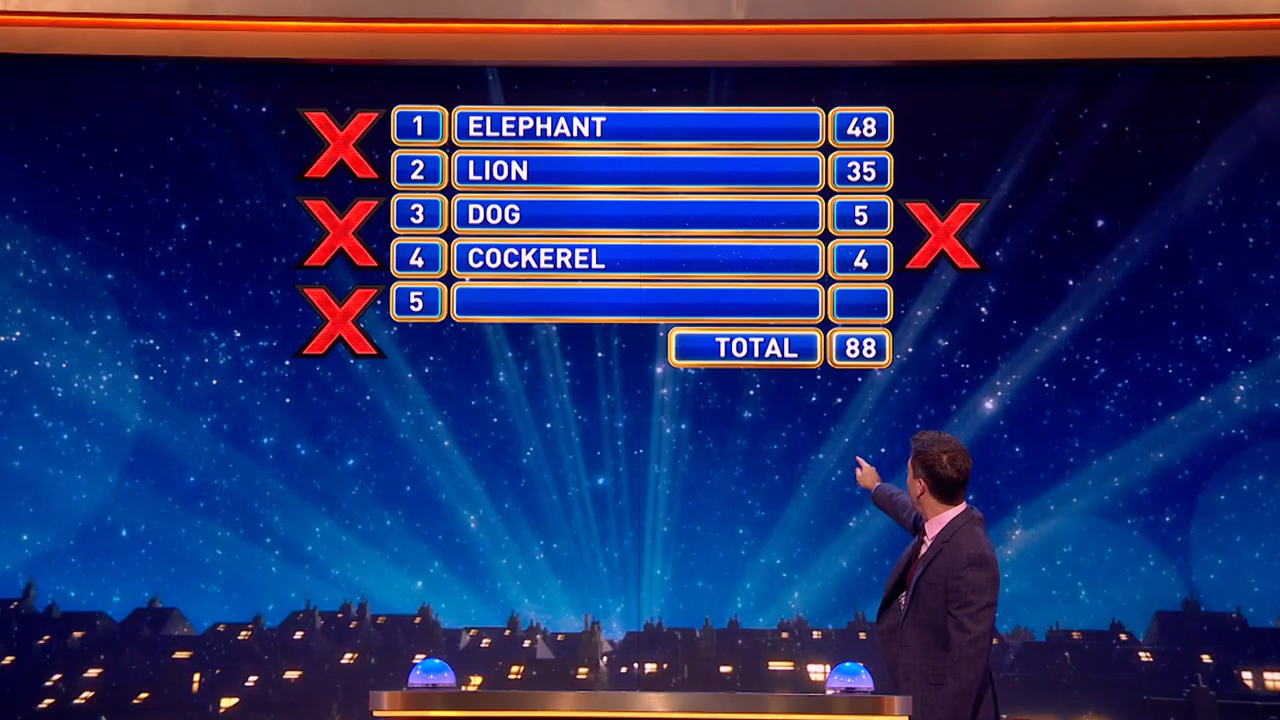 1 ELEPHANT 48
2 LION 35
3 DOG 5
4 COCKEREL 4
5
TOTAL 88
X
X
X
X